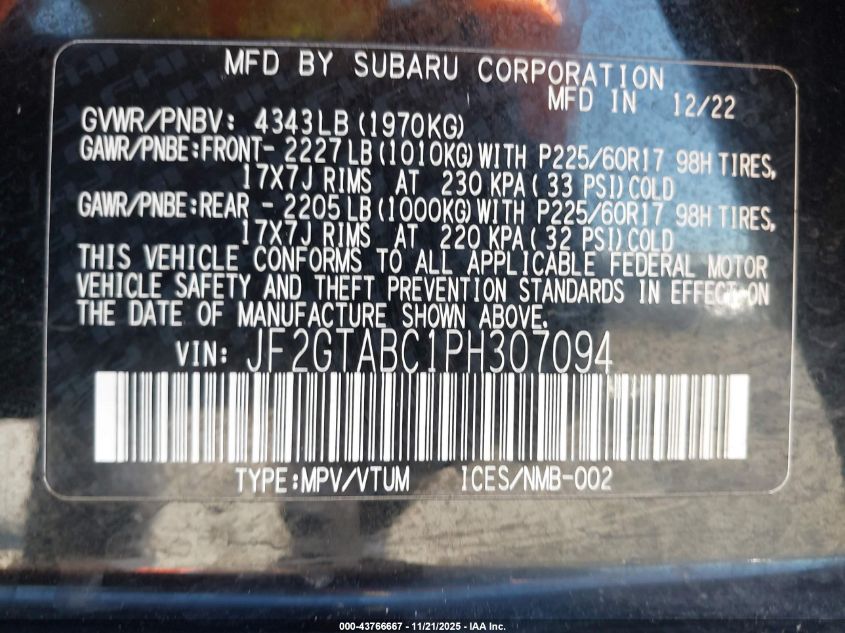 MFD BY SUBARU CORPORATION
MFD IN 12/22
GVWR/PNBV: 4343LB (1970KG)
GAWR/PNBE:FRONT- 2227 LB (1010KG) WITH P225/60R17 98H TIRES,
17X7J RIMS AT 230 KPA( 33 PSI) COLD
GAWR/PNBE:REAR - 2205 LB (1000KG) WITH P225/60R17 98H TIRES,
17X7J RIMS AT 220 KPA( 32 PSI) COLD
THIS VEHICLE CONFORMS TO ALL APPLICABLE FEDERAL MOTOR
VEHICLE SAFETY AND THEFT PREVENTION STANDARDS IN EFFECT ON
THE DATE OF MANUFACTURE SHOWN ABOVE.
VIN: JF2GTABC1PH307094
TYPE:MPV/VTUM ICES/NMB-002
000-43766667 - 11/21/2025 - IAA Inc.